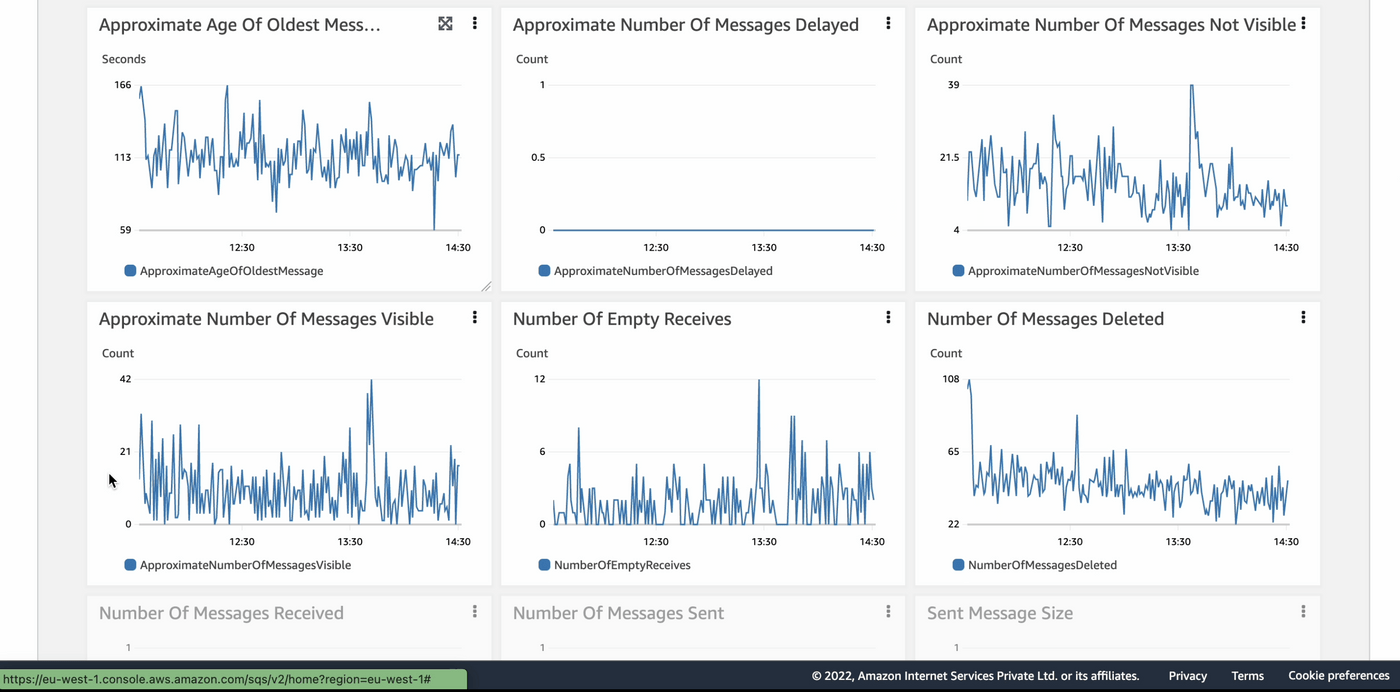 Approximate Age Of Oldest Mess...
Seconds
166
113
59
12:30 13:30 14:30
ApproximateAgeOfOldestMessage
Approximate Number Of Messages Delayed
Count
1
0.5
0
12:30 13:30 14:30
ApproximateNumberOfMessagesDelayed
Approximate Number Of Messages Not Visible
Count
39
21.5
4
12:30 13:30 14:30
ApproximateNumberOfMessagesNotVisible
Approximate Number Of Messages Visible
Count
42
21
0
12:30 13:30 14:30
ApproximateNumberOfMessagesVisible
Number Of Empty Receives
Count
12
6
0
12:30 13:30 14:30
NumberOfEmptyReceives
Number Of Messages Deleted
Count
108
65
22
12:30 13:30 14:30
NumberOfMessagesDeleted
Number Of Messages Received
1
Number Of Messages Sent
1
Sent Message Size
1
https://eu-west-1.console.aws.amazon.com/sqs/v2/home?region=eu-west-1#
© 2022, Amazon Internet Services Private Ltd. or its affiliates. Privacy Terms Cookie preferences